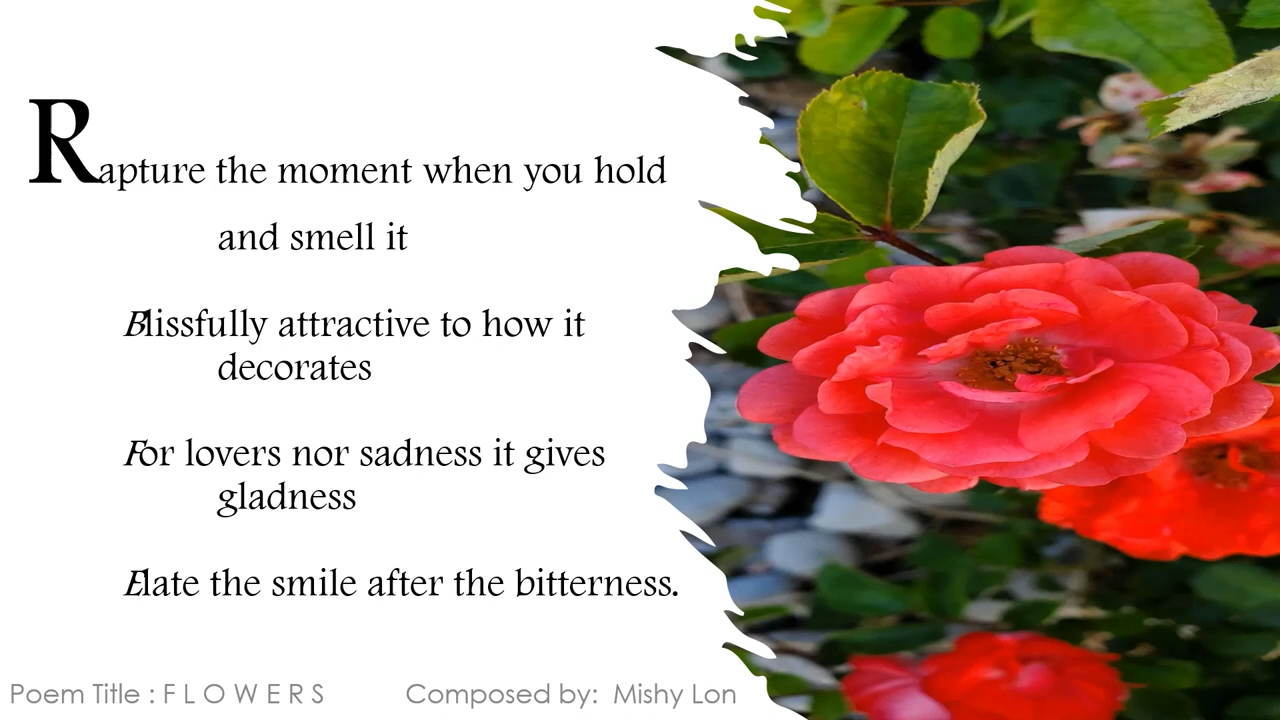 Rapture the moment when you hold
and smell it
Blissfully attractive to how it
decorates
For lovers nor sadness it gives
gladness
Elate the smile after the bitterness.
Poem Title : F L O W E R S Composed by: Mishy Lon